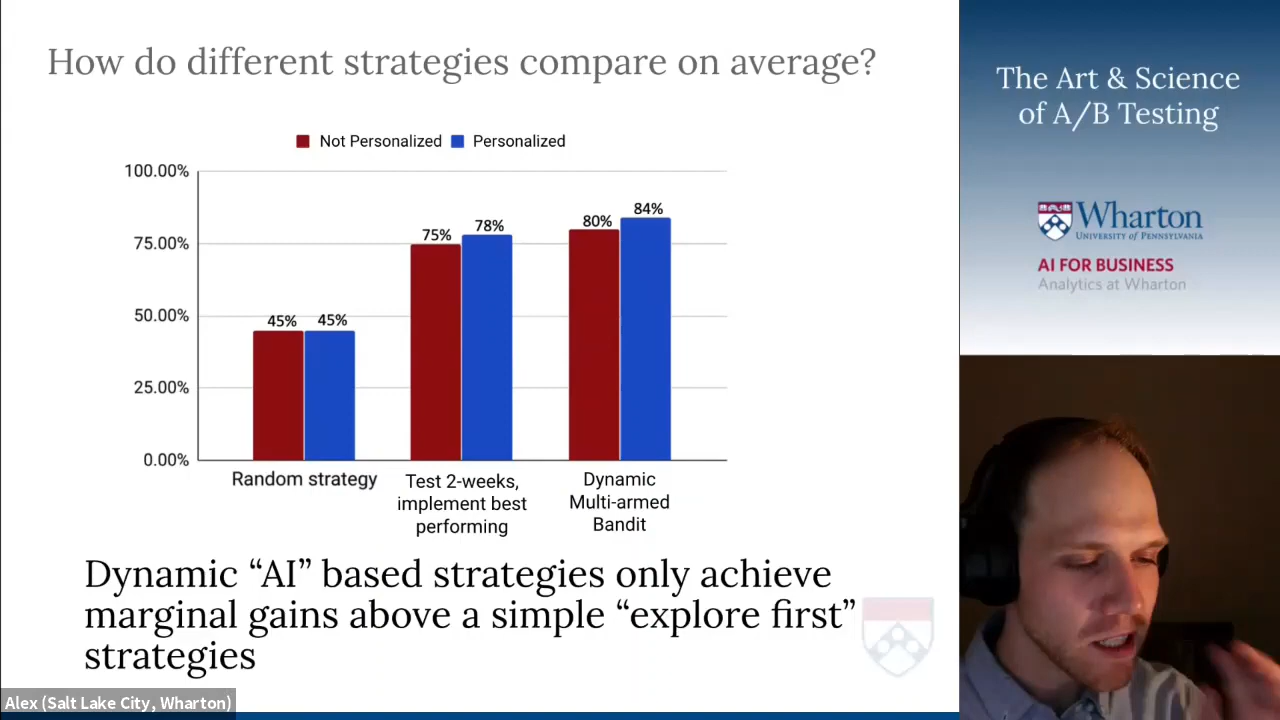 How do different strategies compare on average?
Not Personalized
Personalized
100.00%
75.00%
50.00%
25.00%
0.00%
45%
45%
75%
78%
80%
84%
Random strategy
Test 2-weeks,
implement best
performing
Dynamic
Multi-armed
Bandit
Dynamic “AI” based strategies only achieve
marginal gains above a simple “explore first”
strategies
Alex (Salt Lake City, Wharton)
The Art & Science
of A/B Testing
Wharton
UNIVERSITY of PENNSYLVANIA
AI FOR BUSINESS
Analytics at Wharton